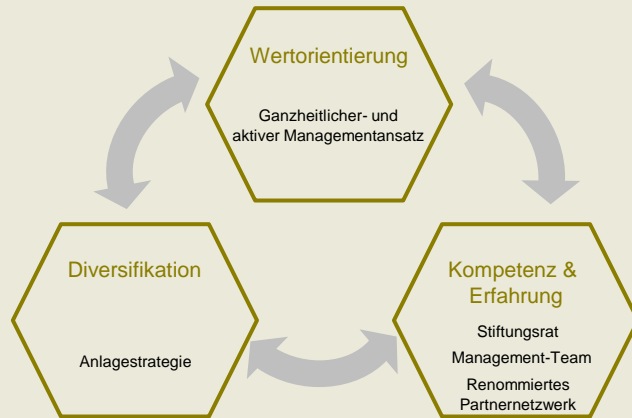 Wertorientierung
Ganzheitlicher- und
aktiver Managementansatz
Diversifikation
Anlagestrategie
Kompetenz &
Erfahrung
Stiftungsrat
Management-Team
Renommiertes
Partnernetzwerk